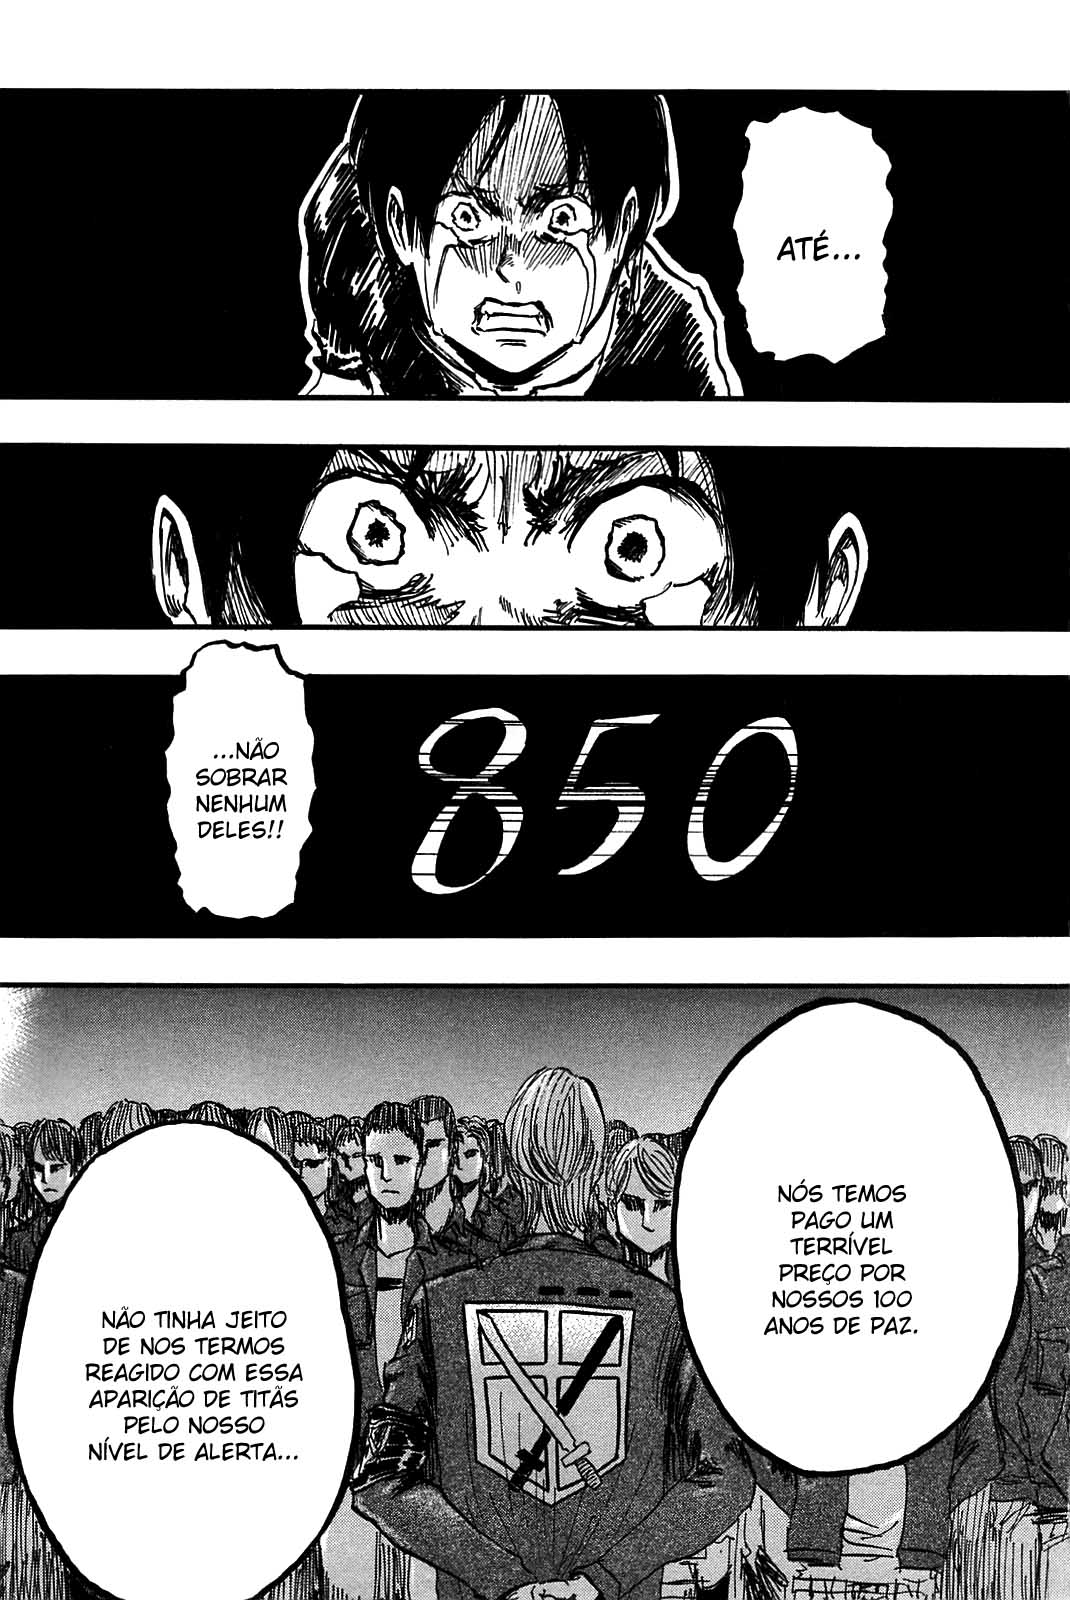 ATÉ...
...NÃO
SOBRAR
NENHUM
DELES!!
850
NÓS TEMOS
PAGO UM
TERRÍVEL
PREÇO POR
NOSSOS 100
ANOS DE PAZ.
NÃO TINHA JEITO
DE NOS TERMOS
REAGIDO COM ESSA
APARIÇÃO DE TITÃS
PELO NOSSO
NÍVEL DE ALERTA...